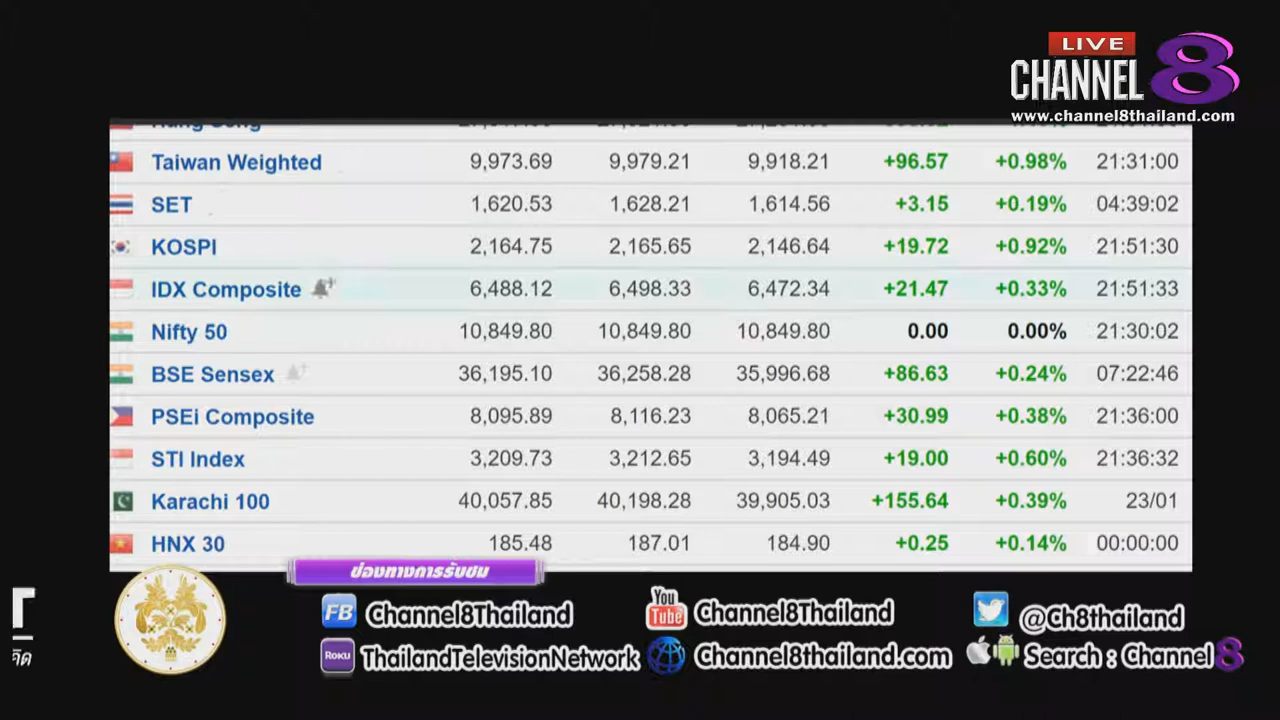 LIVE
CHANNEL 8
www.channel8thailand.com
Hang Seng
Taiwan Weighted 9,973.69 9,979.21 9,918.21 +96.57 +0.98% 21:31:00
SET 1,620.53 1,628.21 1,614.56 +3.15 +0.19% 04:39:02
KOSPI 2,164.75 2,165.65 2,146.64 +19.72 +0.92% 21:51:30
IDX Composite 6,488.12 6,498.33 6,472.34 +21.47 +0.33% 21:51:33
Nifty 50 10,849.80 10,849.80 10,849.80 0.00 0.00% 21:30:02
BSE Sensex 36,195.10 36,258.28 35,996.68 +86.63 +0.24% 07:22:46
PSEi Composite 8,095.89 8,116.23 8,065.21 +30.99 +0.38% 21:36:00
STI Index 3,209.73 3,212.65 3,194.49 +19.00 +0.60% 21:36:32
Karachi 100 40,057.85 40,198.28 39,905.03 +155.64 +0.39% 23/01
HNX 30 185.48 187.01 184.90 +0.25 +0.14% 00:00:00
ช่องทางการรับชม
FB Channel8Thailand You Tube Channel8Thailand @Ch8thailand
ROKU ThailandTelevisionNetwork Channel8thailand.com Search : Channel 8